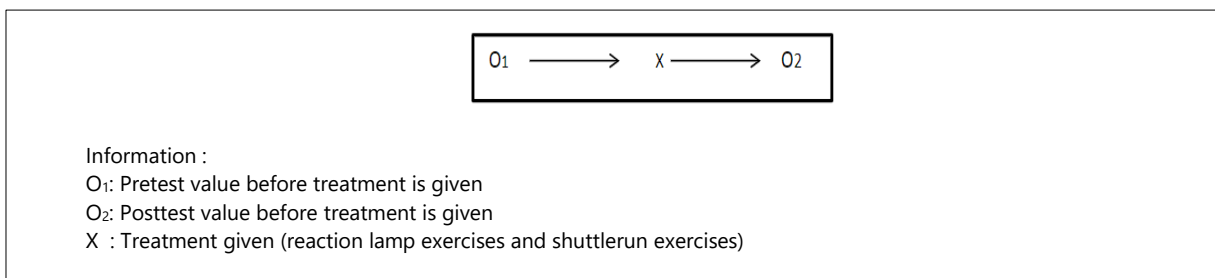 O1 ⟶ X ⟶ O2
Information :
O1: Pretest value before treatment is given
O2: Posttest value before treatment is given
X : Treatment given (reaction lamp exercises and shuttlerun exercises)